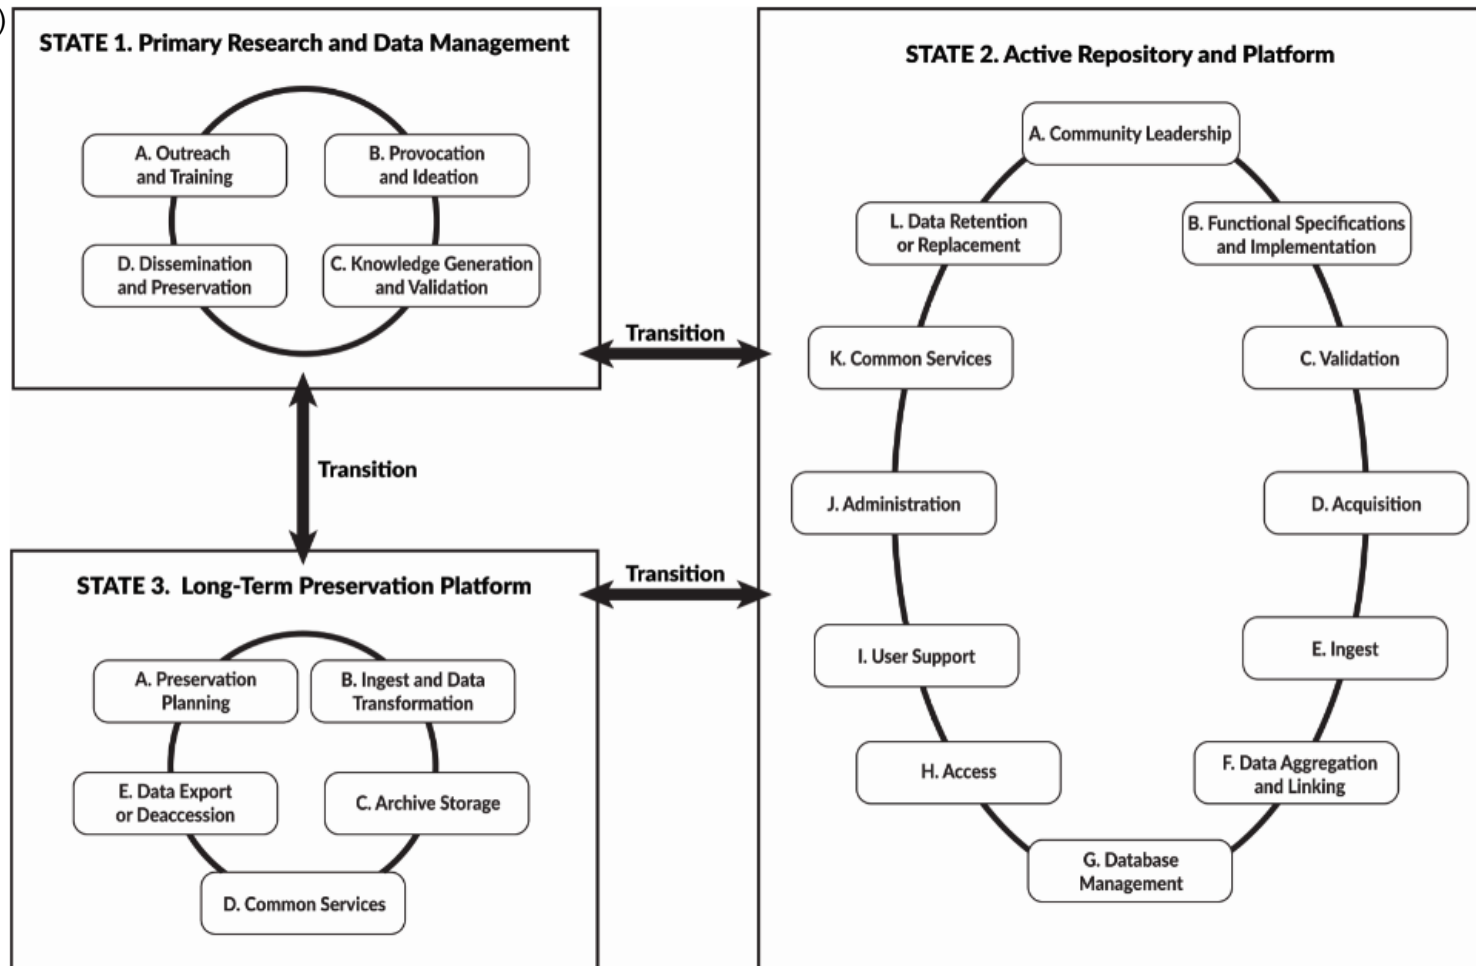 )
STATE 1. Primary Research and Data Management
A. Outreach
and Training
B. Provocation
and Ideation
D. Dissemination
and Preservation
C. Knowledge Generation
and Validation
Transition
Transition
STATE 3. Long-Term Preservation Platform
A. Preservation
Planning
B. Ingest and Data
Transformation
E. Data Export
or Deaccession
C. Archive Storage
D. Common Services
Transition
STATE 2. Active Repository and Platform
A. Community Leadership
L. Data Retention
or Replacement
B. Functional Specifications
and Implementation
K. Common Services
C. Validation
J. Administration
D. Acquisition
I. User Support
E. Ingest
H. Access
F. Data Aggregation
and Linking
G. Database
Management